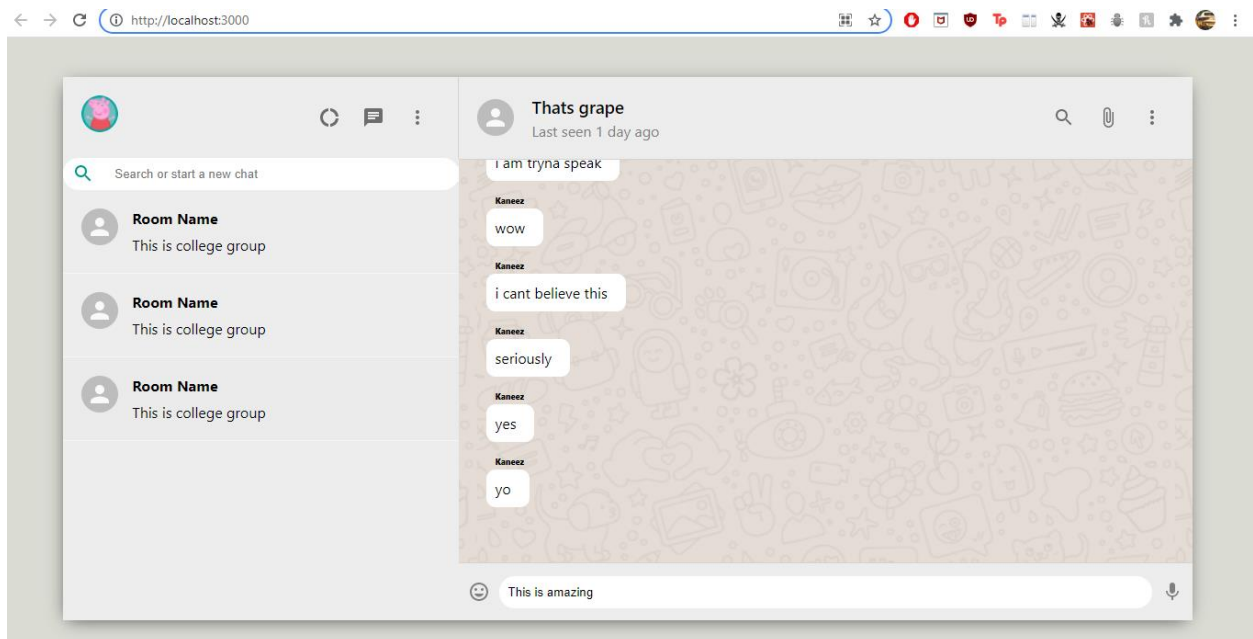 http://localhost:3000
Thats grape
Last seen 1 day ago
Search or start a new chat
Room Name
This is college group
Room Name
This is college group
Room Name
This is college group
i am tryna speak
Kaneez
wow
Kaneez
i cant believe this
Kaneez
seriously
Kaneez
yes
Kaneez
yo
This is amazing